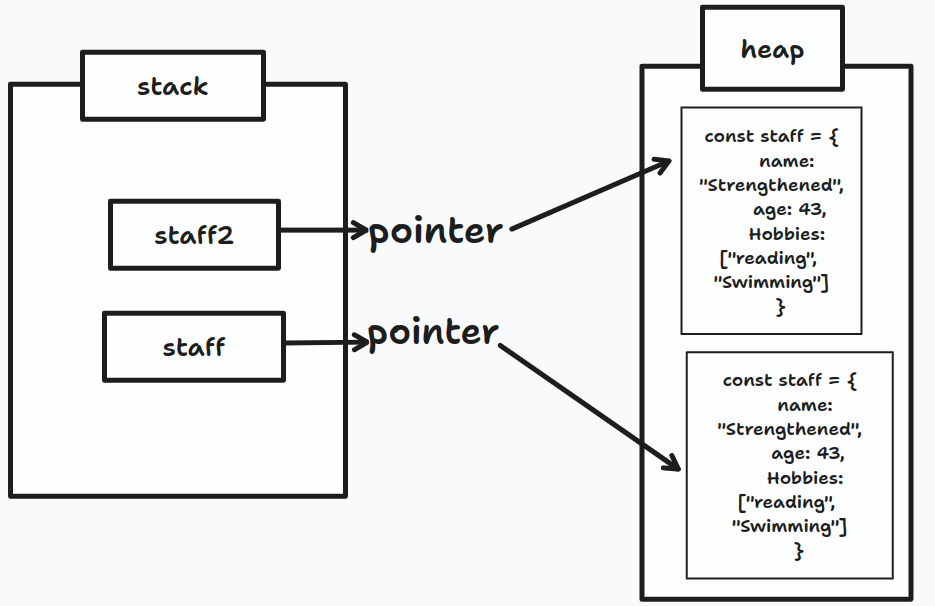 stack
staff2
staff
pointer
pointer
heap
const staff = {
name:
"Strengthened",
age: 43,
Hobbies:
["reading",
"Swimming"]
}
const staff = {
name:
"Strengthened",
age: 43,
Hobbies:
["reading",
"Swimming"]
}